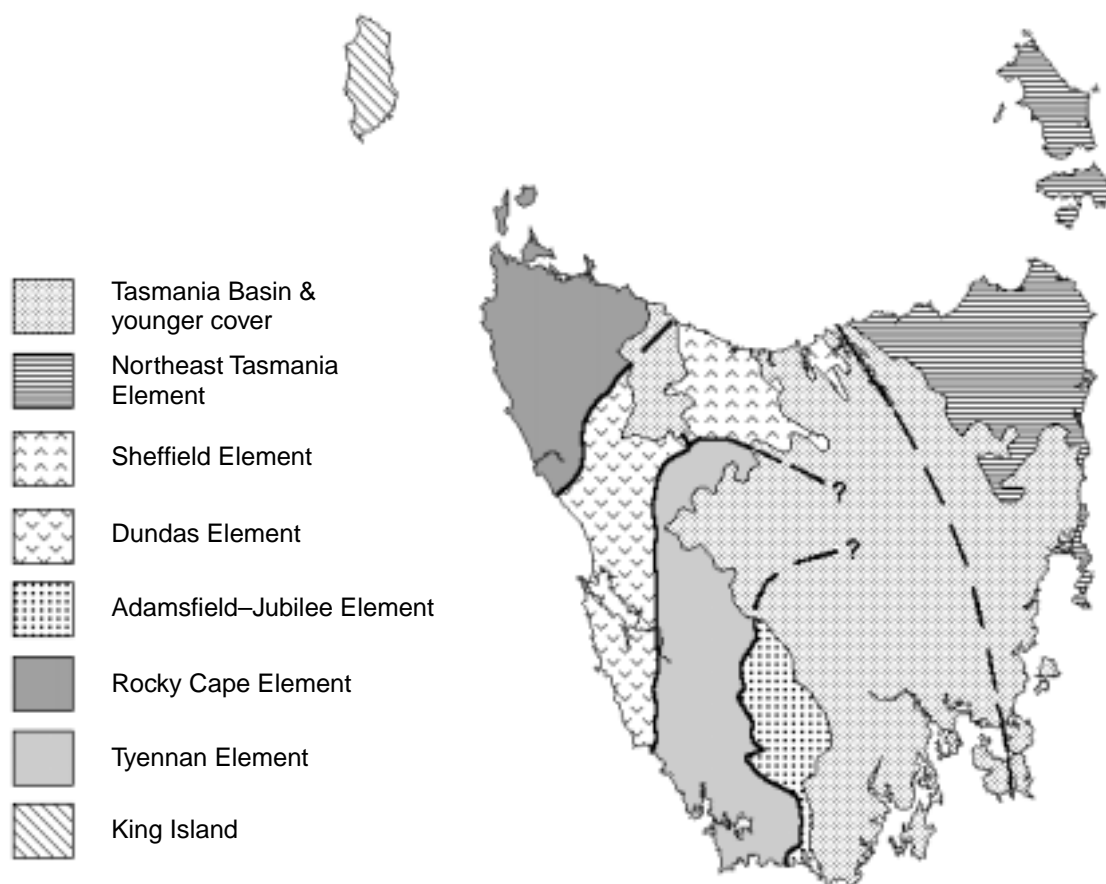 Tasmania Basin &
younger cover
Northeast Tasmania
Element
Sheffield Element
Dundas Element
Adamsfield–Jubilee Element
Rocky Cape Element
Tyennan Element
King Island
?
?